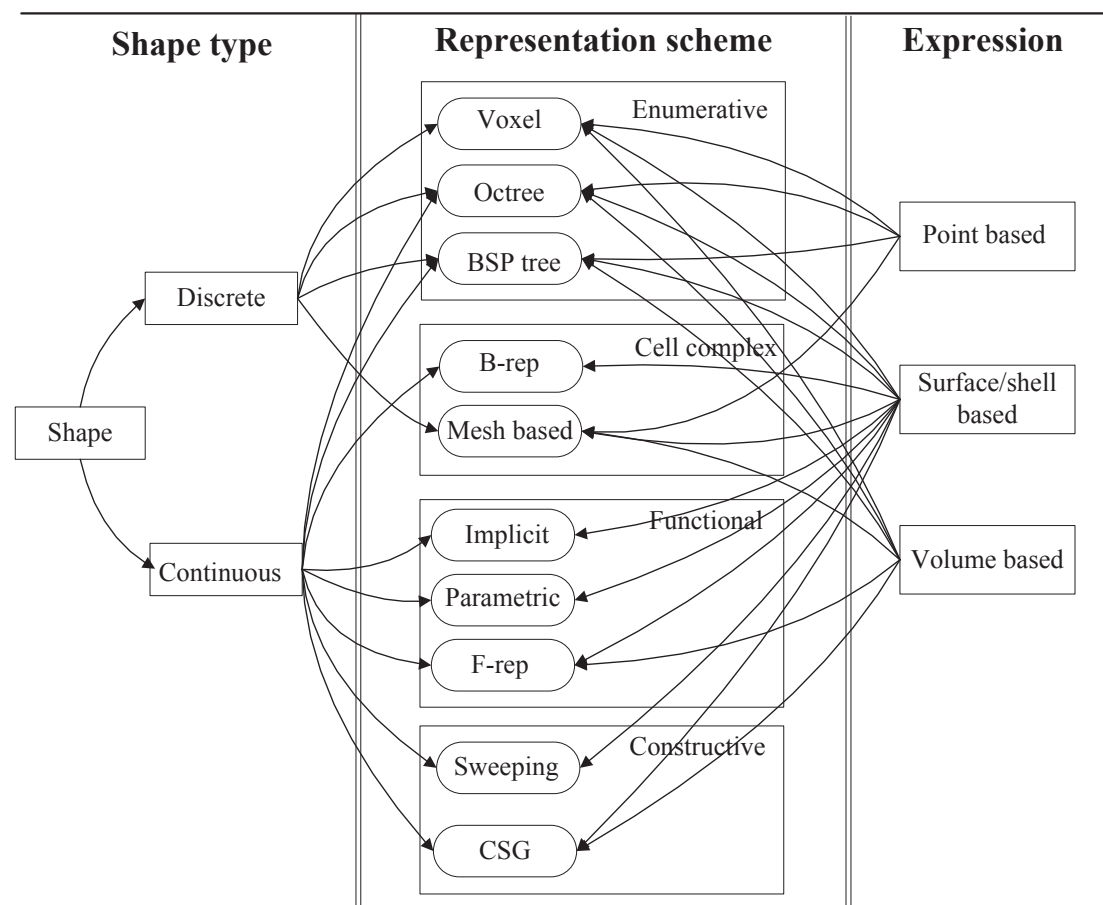 Shape type
Representation scheme
Expression
Enumerative
Voxel
Octree
BSP tree
Point based
Discrete
Cell complex
B-rep
Mesh based
Surface/shell
based
Shape
Functional
Implicit
Parametric
F-rep
Continuous
Volume based
Constructive
Sweeping
CSG